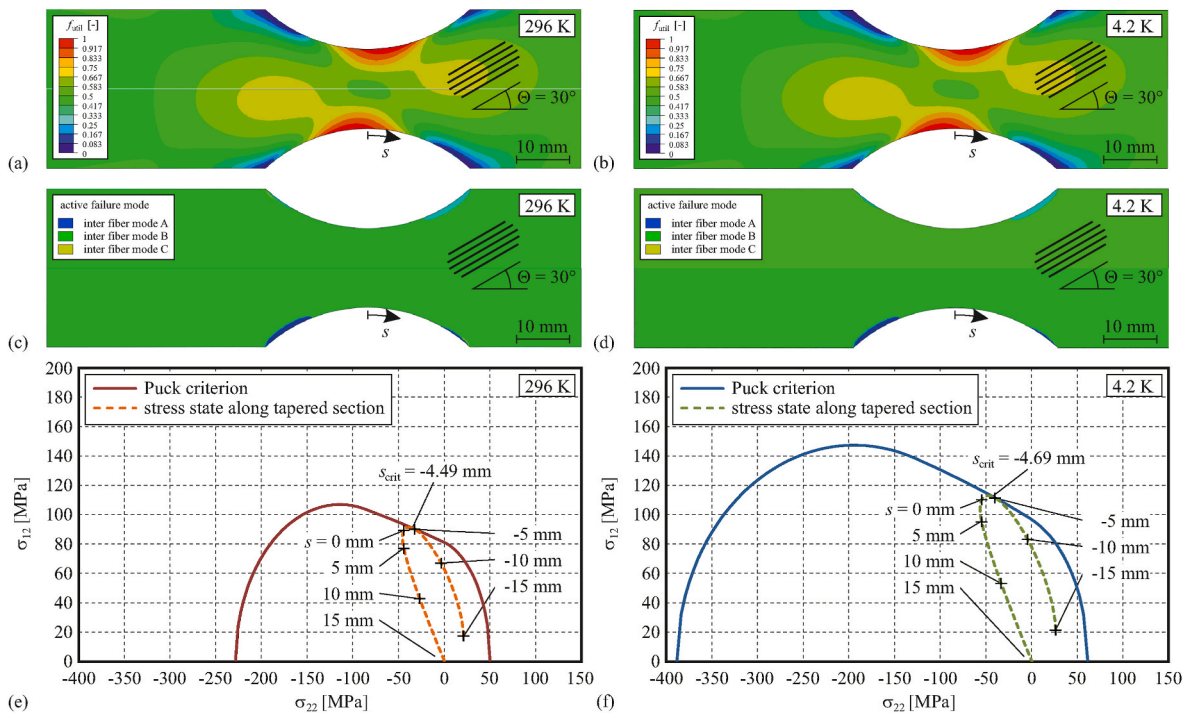 f_util [-]
1
0.917
0.833
0.75
0.667
0.583
0.5
0.417
0.333
0.25
0.167
0.083
0
296 K
Θ = 30°
s
10 mm
(a)
f_util [-]
1
0.917
0.833
0.75
0.667
0.583
0.5
0.417
0.333
0.25
0.167
0.083
0
4.2 K
Θ = 30°
s
10 mm
(b)
active failure mode
inter fiber mode A
inter fiber mode B
inter fiber mode C
296 K
Θ = 30°
s
10 mm
(c)
active failure mode
inter fiber mode A
inter fiber mode B
inter fiber mode C
4.2 K
Θ = 30°
s
10 mm
(d)
200
180
160
140
120
100
80
60
40
20
0
σ12 [MPa]
Puck criterion
stress state along tapered section
296 K
s_crit = -4.49 mm
s = 0 mm
5 mm
10 mm
15 mm
-5 mm
-10 mm
-15 mm
-400 -350 -300 -250 -200 -150 -100 -50 0 50 100 150
σ22 [MPa]
(e)
200
180
160
140
120
100
80
60
40
20
0
σ12 [MPa]
Puck criterion
stress state along tapered section
4.2 K
s_crit = -4.69 mm
s = 0 mm
5 mm
10 mm
15 mm
-5 mm
-10 mm
-15 mm
-400 -350 -300 -250 -200 -150 -100 -50 0 50 100 150
σ22 [MPa]
(f)